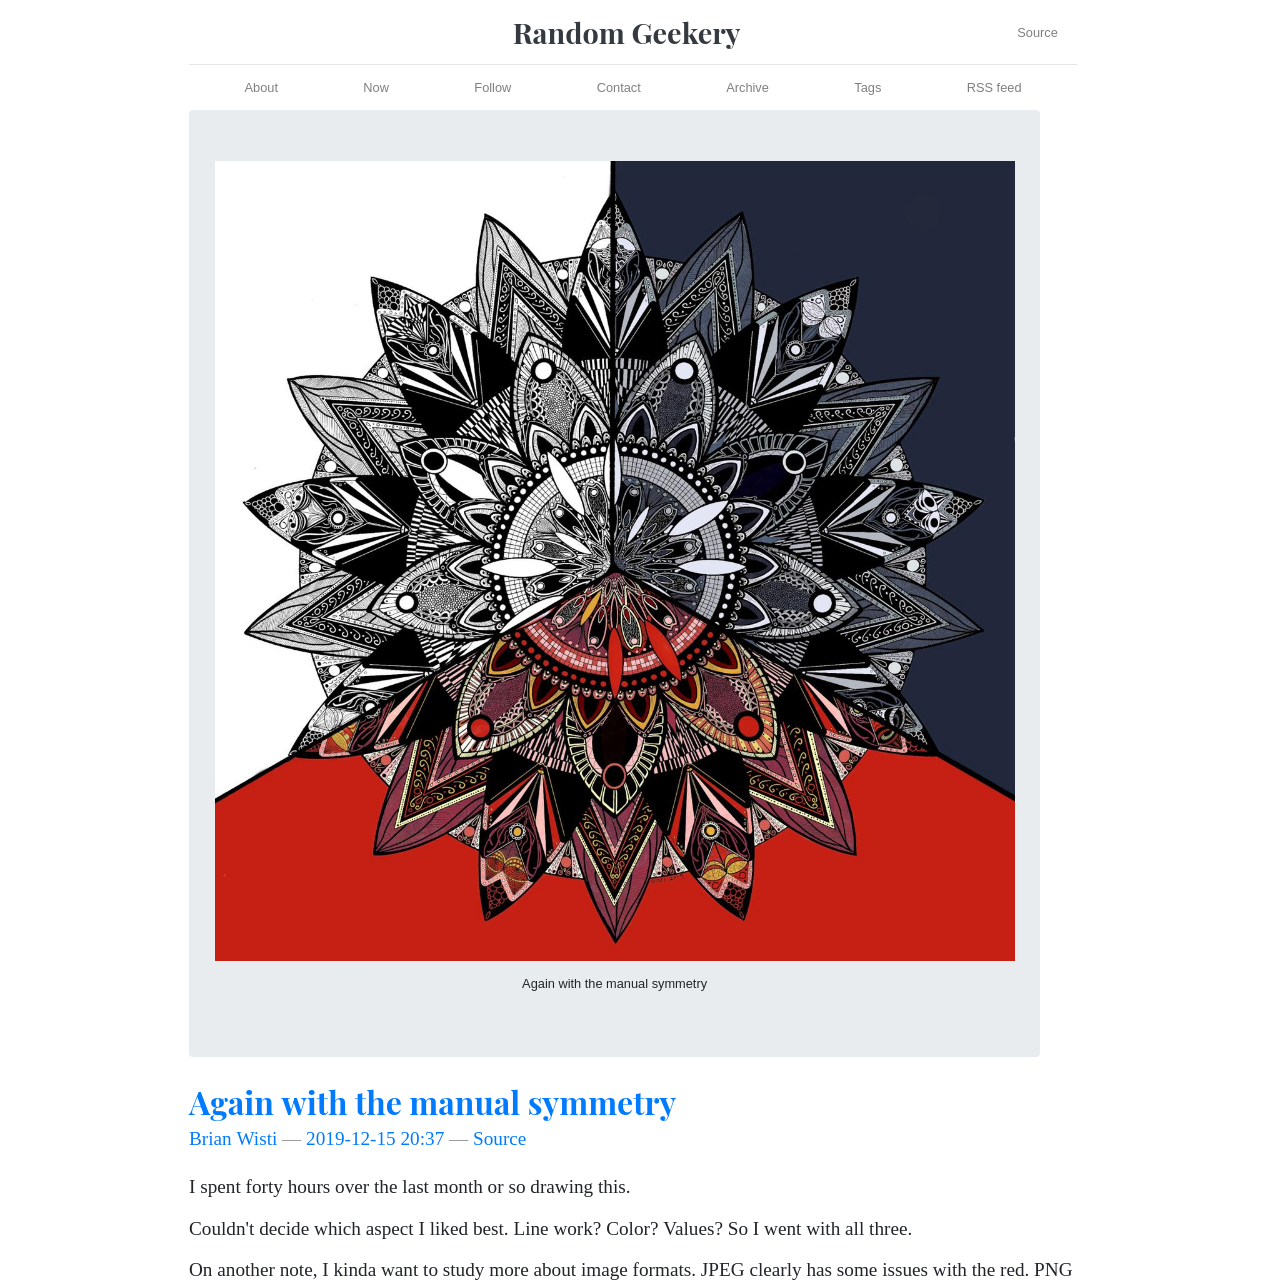 Random Geekery
Source
About
Now
Follow
Contact
Archive
Tags
RSS feed
Again with the manual symmetry
Again with the manual symmetry
Brian Wisti — 2019-12-15 20:37 — Source
I spent forty hours over the last month or so drawing this.
Couldn't decide which aspect I liked best. Line work? Color? Values? So I went with all three.
On another note, I kinda want to study more about image formats. JPEG clearly has some issues with the red. PNG